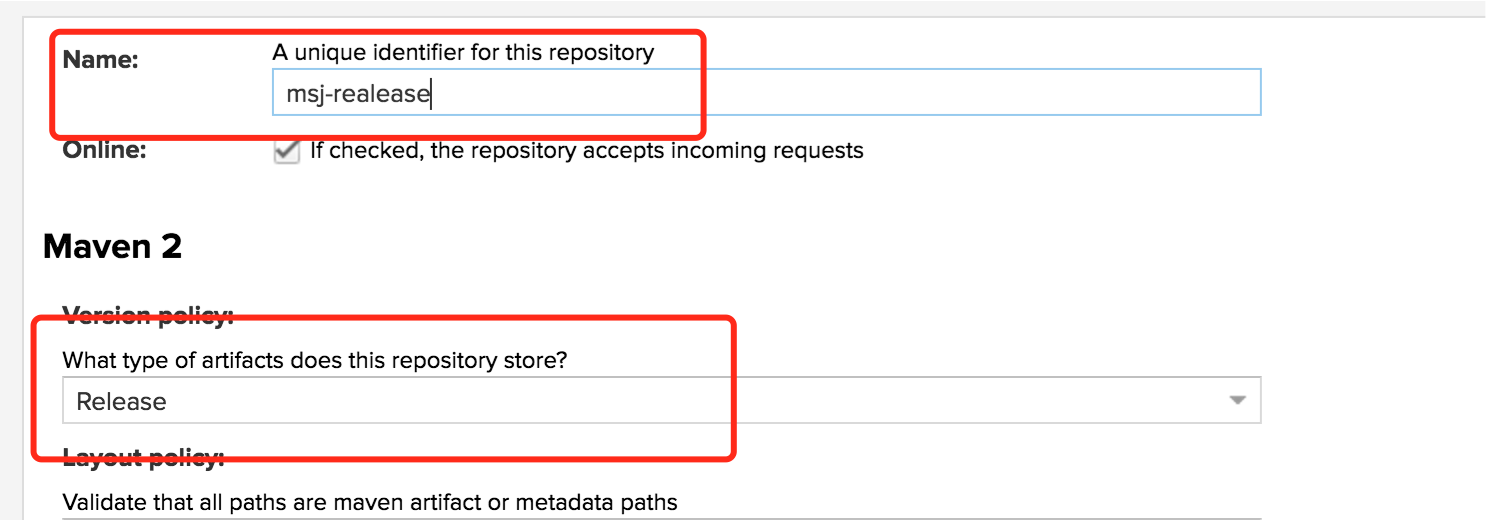 Name:
A unique identifier for this repository
msj-realease
Online:
If checked, the repository accepts incoming requests
Maven 2
Version policy:
What type of artifacts does this repository store?
Release
Layout policy:
Validate that all paths are maven artifact or metadata paths